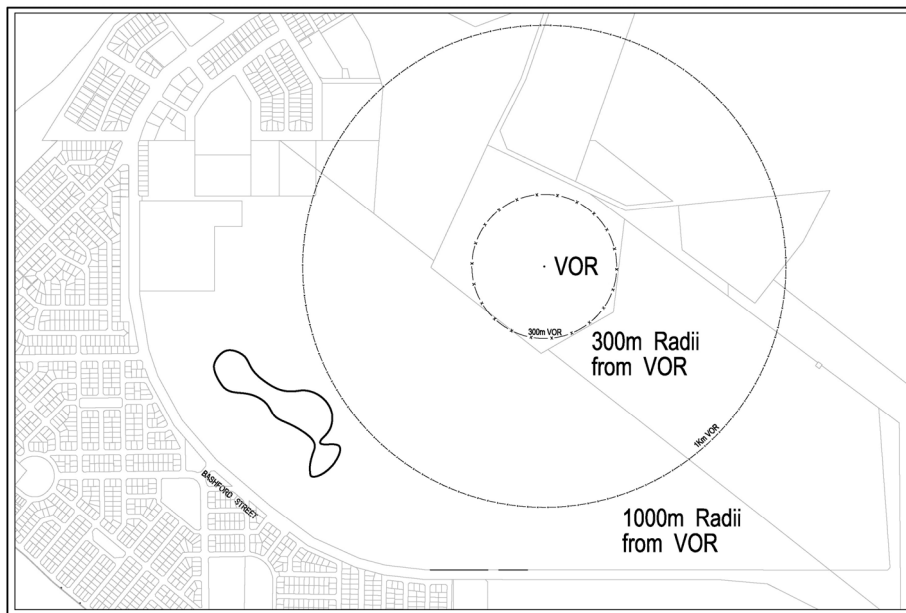 VOR
300m VOR
300m Radii
from VOR
1Km VOR
BASHFORD STREET
1000m Radii
from VOR